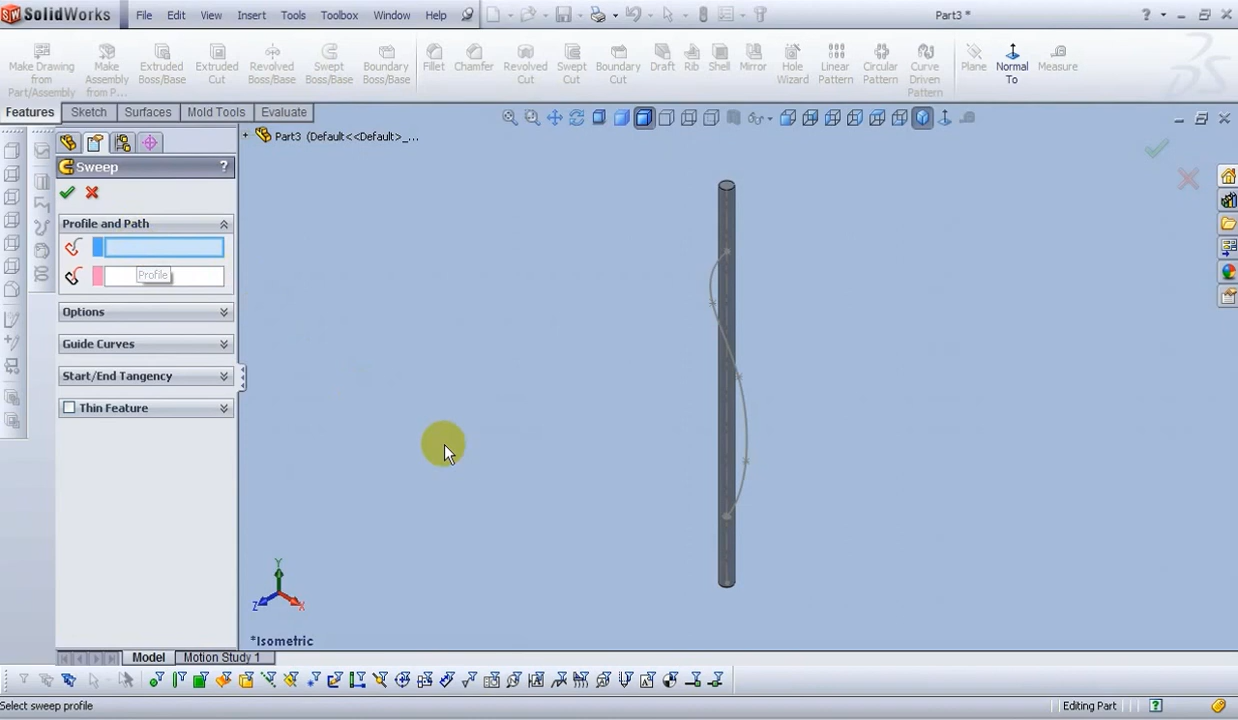 SolidWorks File Edit View Insert Tools Toolbox Window Help Part3 *
Make Drawing from Part/Assembly
Make Assembly from P...
Extruded Boss/Base
Extruded Cut
Revolved Boss/Base
Swept Boss/Base
Boundary Boss/Base
Fillet
Chamfer
Revolved Cut
Swept Cut
Boundary Cut
Draft
Rib
Shell
Mirror
Hole Wizard
Linear Pattern
Circular Pattern
Curve Driven Pattern
Plane
Normal To
Measure
Features Sketch Surfaces Mold Tools Evaluate
Part3 (Default<<Default>_...
Sweep ?
Profile and Path
Profile
Options
Guide Curves
Start/End Tangency
Thin Feature
Y
Z X
*Isometric
Model Motion Study 1
Select sweep profile Editing Part